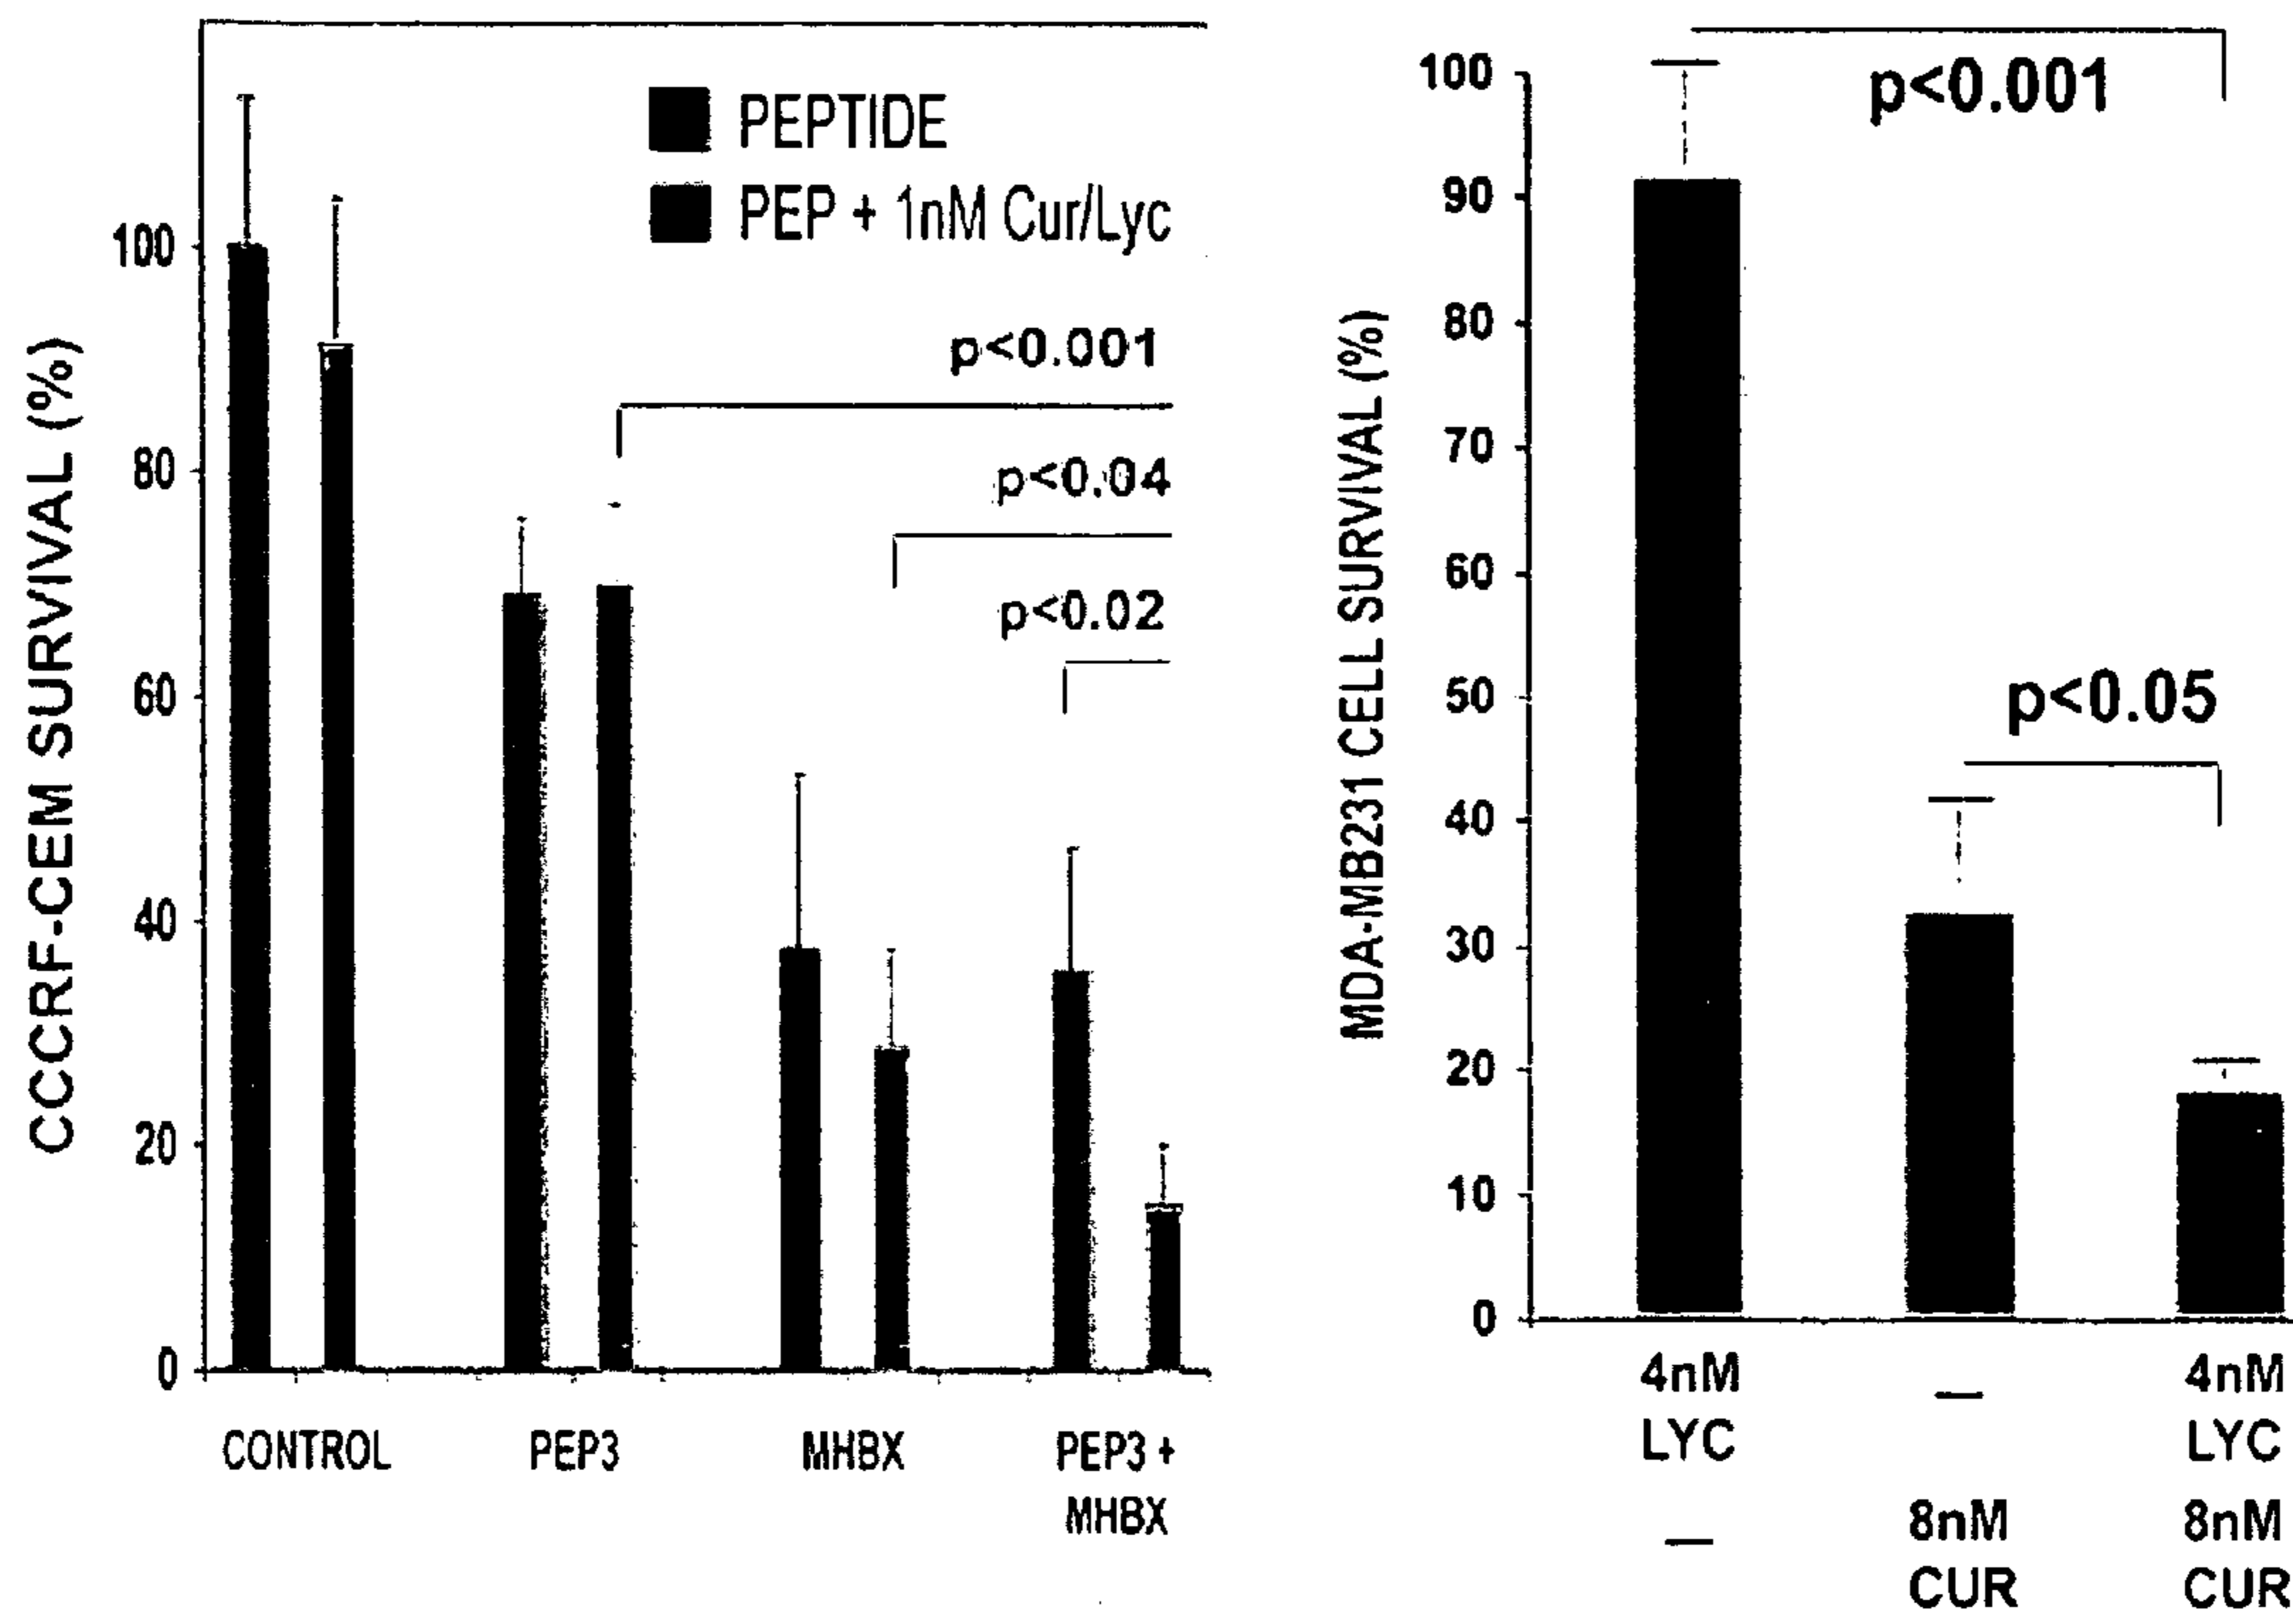 CCCRF-CEM SURVIVAL (%)
100
80
60
40
20
0
PEPTIDE
PEP + 1nM Cur/Lyc
p<0.001
p<0.04
p<0.02
CONTROL
PEP3
MHBX
PEP3 +
MHBX
MDA-MB231 CELL SURVIVAL (%)
100
90
80
70
60
50
40
30
20
10
0
p<0.001
p<0.05
4nM
LYC
–
–
8nM
CUR
4nM
LYC
8nM
CUR